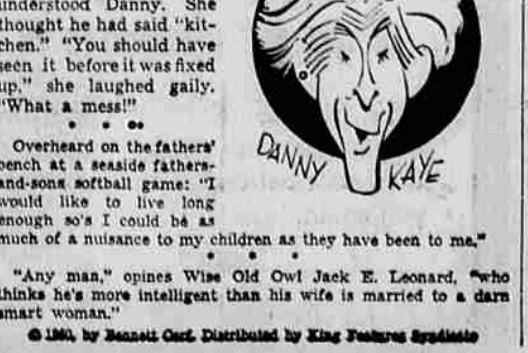 understood Danny. She
thought he had said "kit-
chen." "You should have
seen it before it was fixed
up," she laughed gaily.
"What a mess!"
DANNY KAYE
Overheard on the fathers'
bench at a seaside fathers-
and-sons softball game: "I
would like to live long
enough so's I could be as
much of a nuisance to my children as they have been to me."
"Any man," opines Wise Old Owl Jack E. Leonard, "who
thinks he's more intelligent than his wife is married to a darn
smart woman."
© 1960, by Bennett Cerf. Distributed by King Features Syndicate